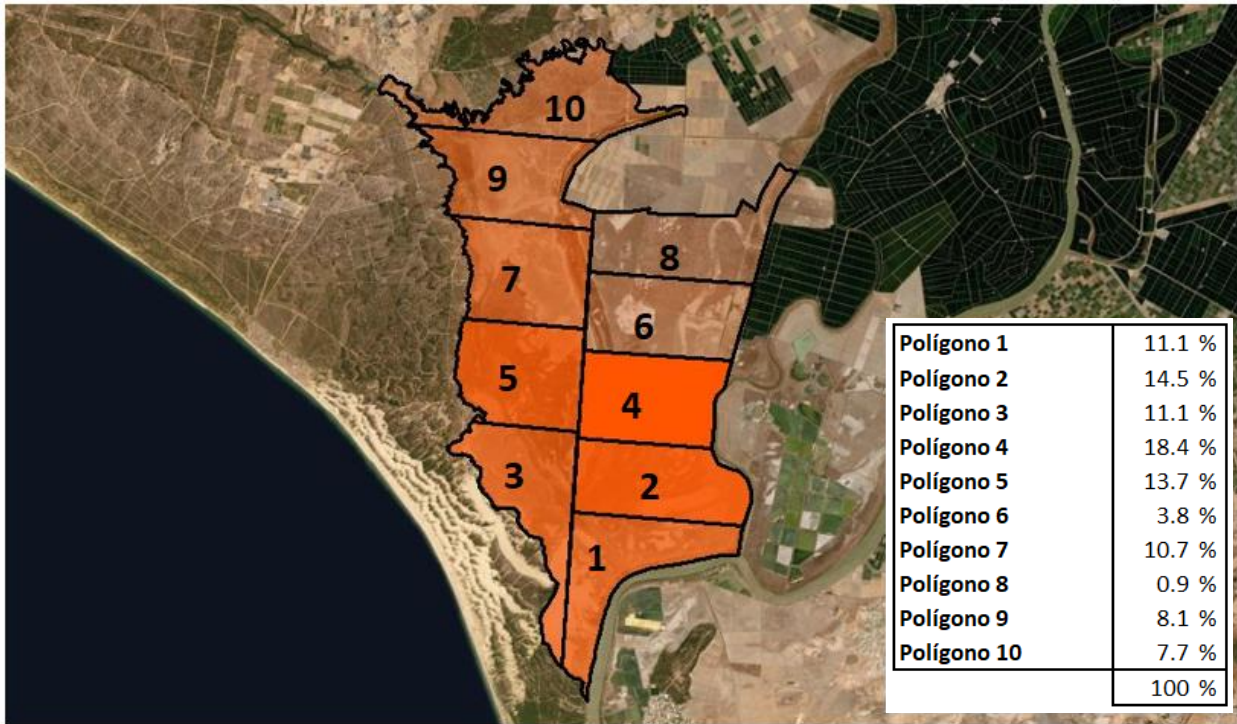 10
9
8
7
6
5
4
3
2
1
Polígono 1 11.1 %
Polígono 2 14.5 %
Polígono 3 11.1 %
Polígono 4 18.4 %
Polígono 5 13.7 %
Polígono 6 3.8 %
Polígono 7 10.7 %
Polígono 8 0.9 %
Polígono 9 8.1 %
Polígono 10 7.7 %
100 %